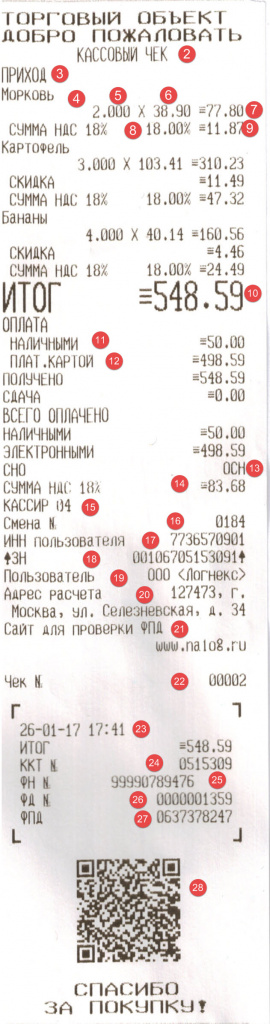 ТОРГОВЫЙ ОБЪЕКТ
ДОБРО ПОЖАЛОВАТЬ
КАССОВЫЙ ЧЕК 2
ПРИХОД 3
Морковь 4 5 6
2.000 X 38.90 ≡77.80 7
СУММА НДС 18% 8 18.00% ≡11.87 9
Картофель
3.000 X 103.41 ≡310.23
СКИДКА ≡11.49
СУММА НДС 18% 18.00% ≡47.32
Бананы
4.000 X 40.14 ≡160.56
СКИДКА ≡4.46
СУММА НДС 18% 18.00% ≡24.49
ИТОГ ≡548.59 10
ОПЛАТА
НАЛИЧНЫМИ 11 ≡50.00
ПЛАТ.КАРТОЙ 12 ≡498.59
ПОЛУЧЕНО ≡548.59
СДАЧА ≡0.00
ВСЕГО ОПЛАЧЕНО
НАЛИЧНЫМИ ≡50.00
ЭЛЕКТРОННЫМИ ≡498.59
СНО ОСН 13
СУММА НДС 18% 14 ≡83.68
КАССИР 04 15
Смена № 16 0184
ИНН пользователя 17 7736570901
↑ЗН 18 00106705153091↑
Пользователь 19 ООО <Логнекс>
Адрес расчета 20 127473, г.
Москва, ул. Селезневская, д. 34
Сайт для проверки ФПД 21
www.nalog.ru
Чек № 22 00002
26-01-17 17:41 23
ИТОГ ≡548.59
ККТ № 24 0515309
ФН № 99990789476 25
ФД № 26 0000001359
ФПД 27 0637378247
28
СПАСИБО
ЗА ПОКУПКУ!